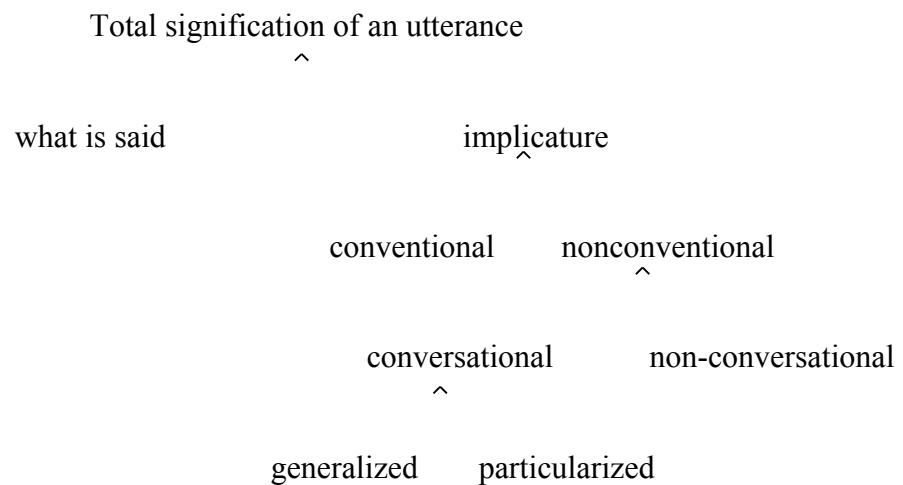 Total signification of an utterance
^
what is said implicature
^
conventional nonconventional
^
conversational non-conversational
^
generalized particularized